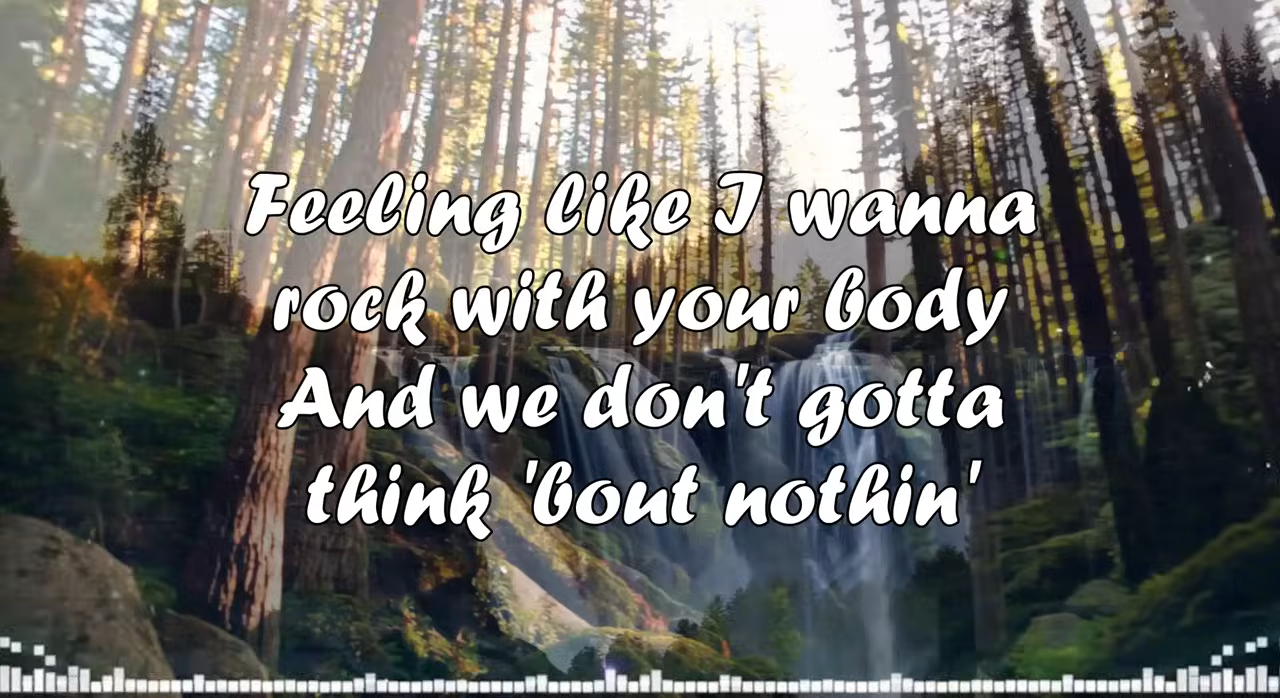 Feeling like I wanna
rock with your body
And we don't gotta
think 'bout nothin'